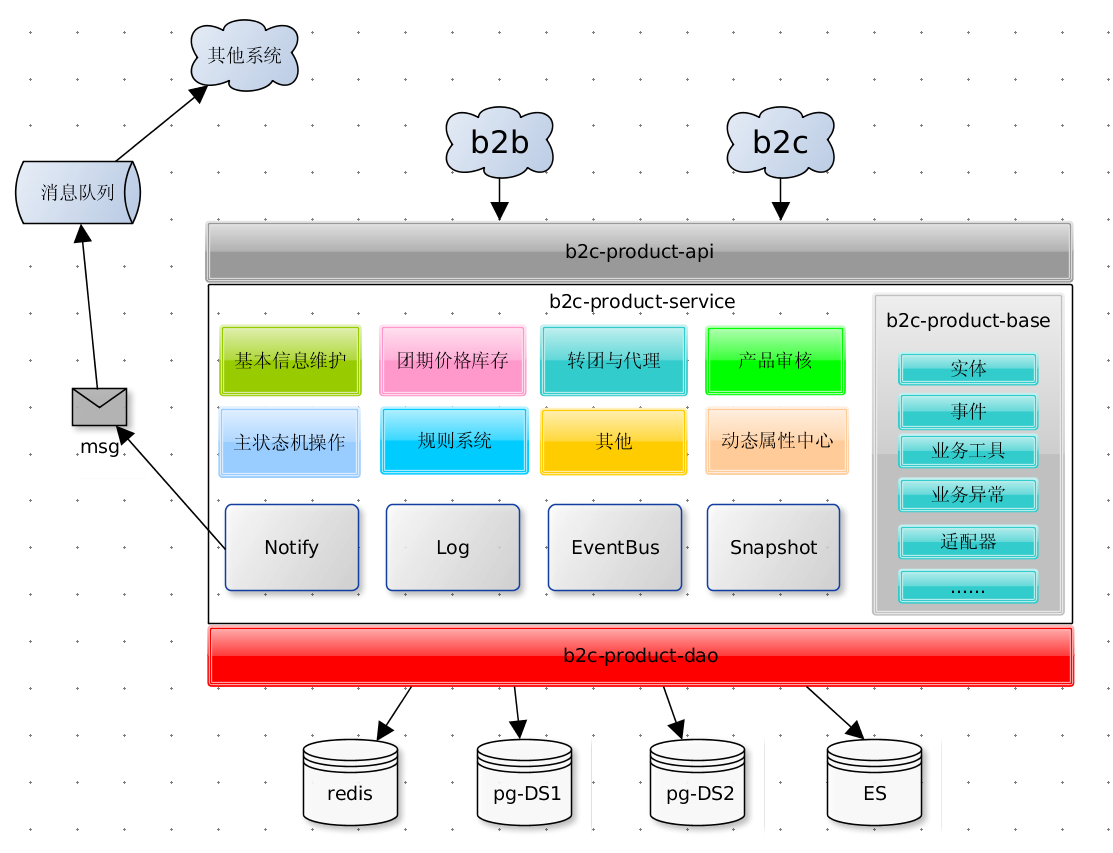 其他系统
b2b
b2c
消息队列
b2c-product-api
b2c-product-service
b2c-product-base
基本信息维护
团期价格库存
转团与代理
产品审核
实体
事件
主状态机操作
规则系统
其他
动态属性中心
业务工具
业务异常
msg
Notify
Log
EventBus
Snapshot
适配器
......
b2c-product-dao
redis
pg-DS1
pg-DS2
ES